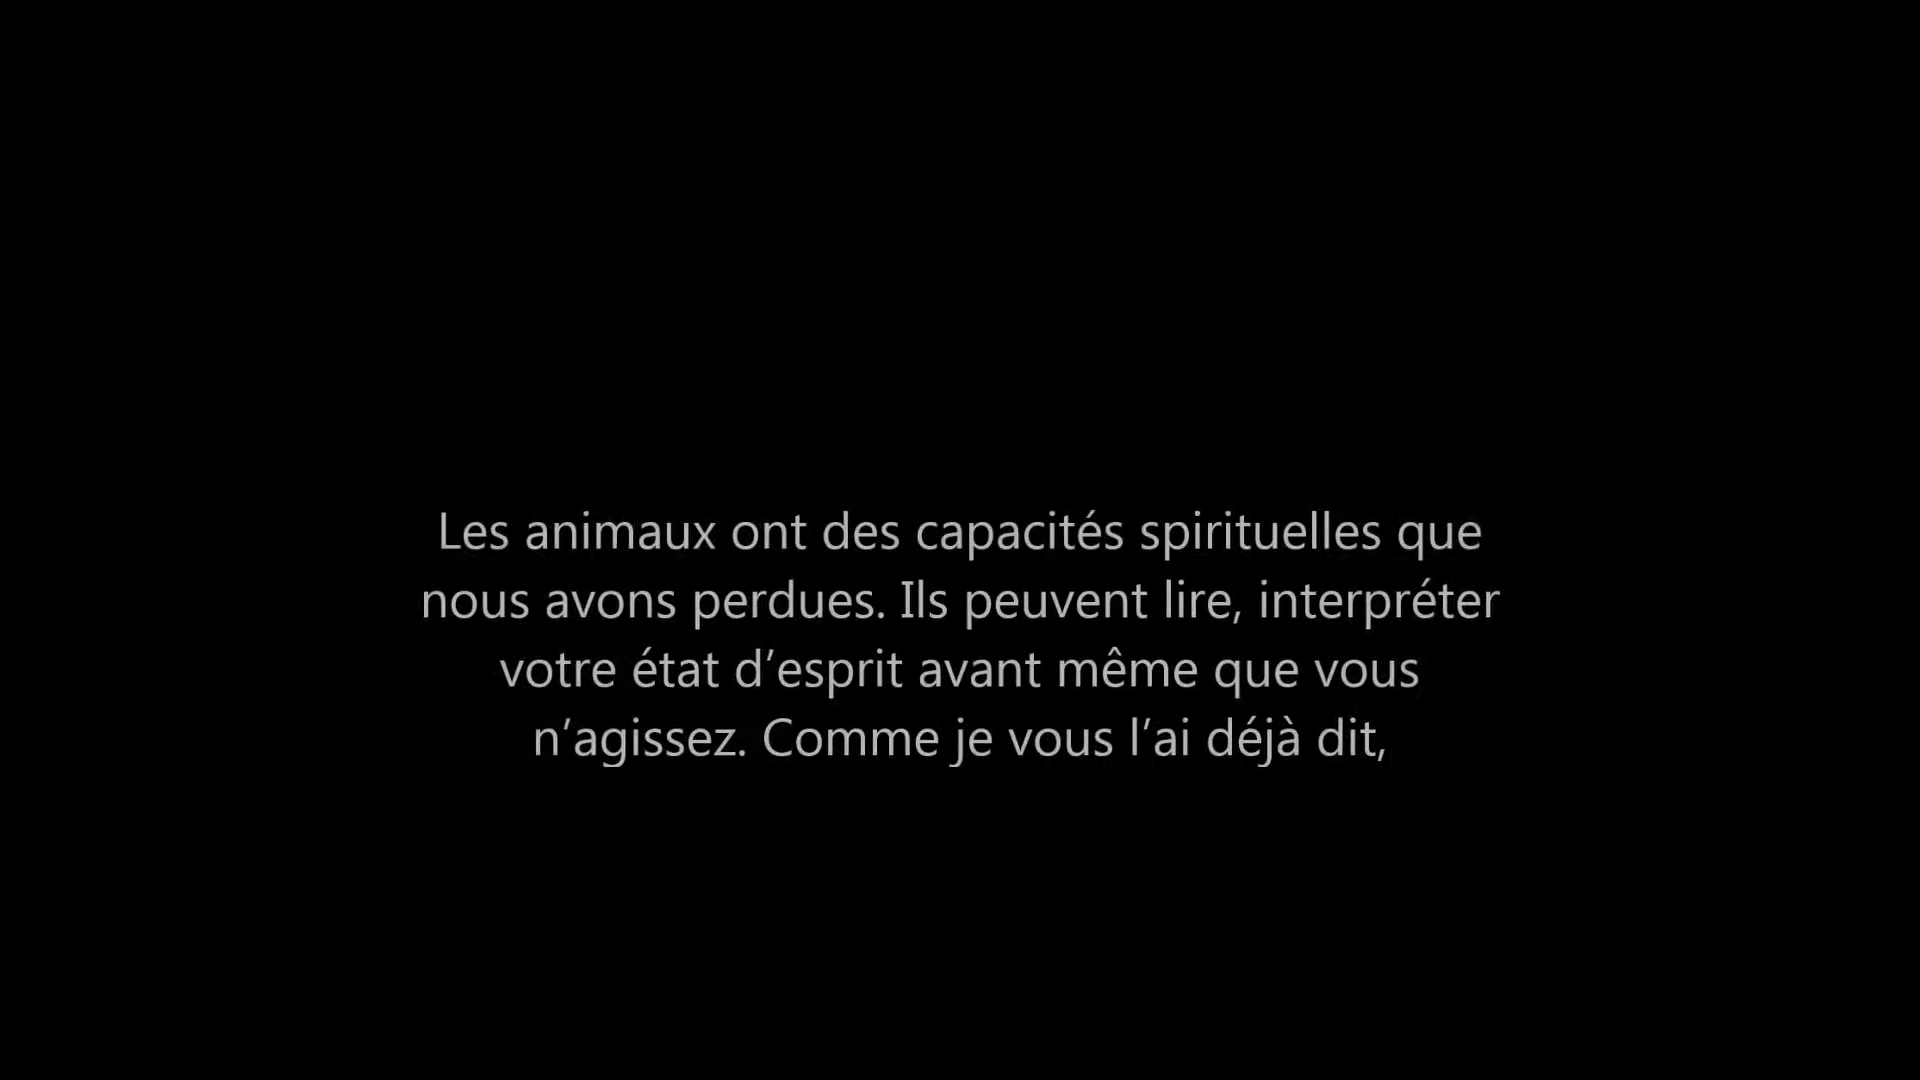 Les animaux ont des capacités spirituelles que
nous avons perdues. Ils peuvent lire, interpréter
votre état d’esprit avant même que vous
n’agissez. Comme je vous l’ai déjà dit,